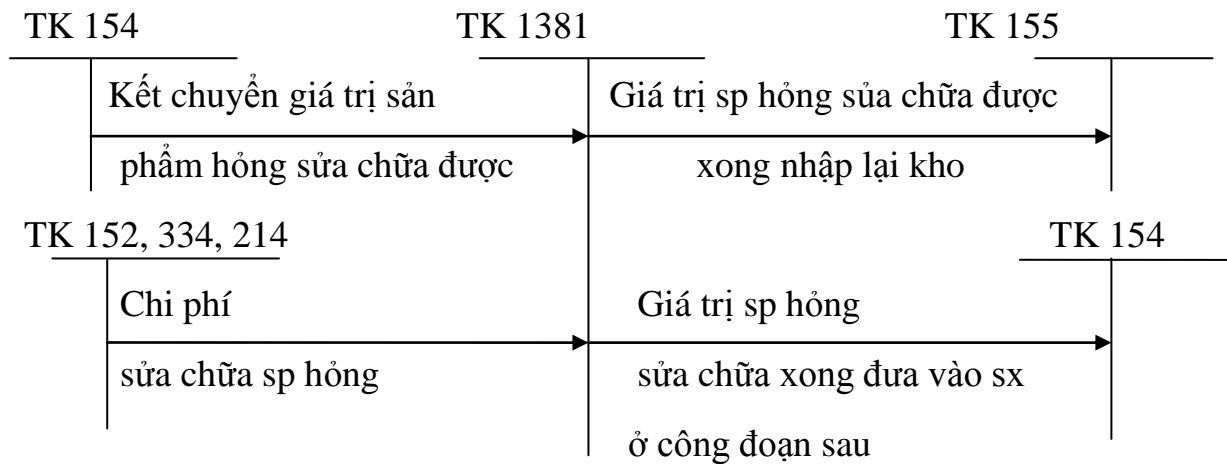 TK 154 TK 1381 TK 155
Kết chuyển giá trị sản Giá trị sp hỏng sủa chữa được
phẩm hỏng sửa chữa được xong nhập lại kho
TK 152, 334, 214 TK 154
Chi phí Giá trị sp hỏng
sửa chữa sp hỏng sửa chữa xong đưa vào sx
ở công đoạn sau